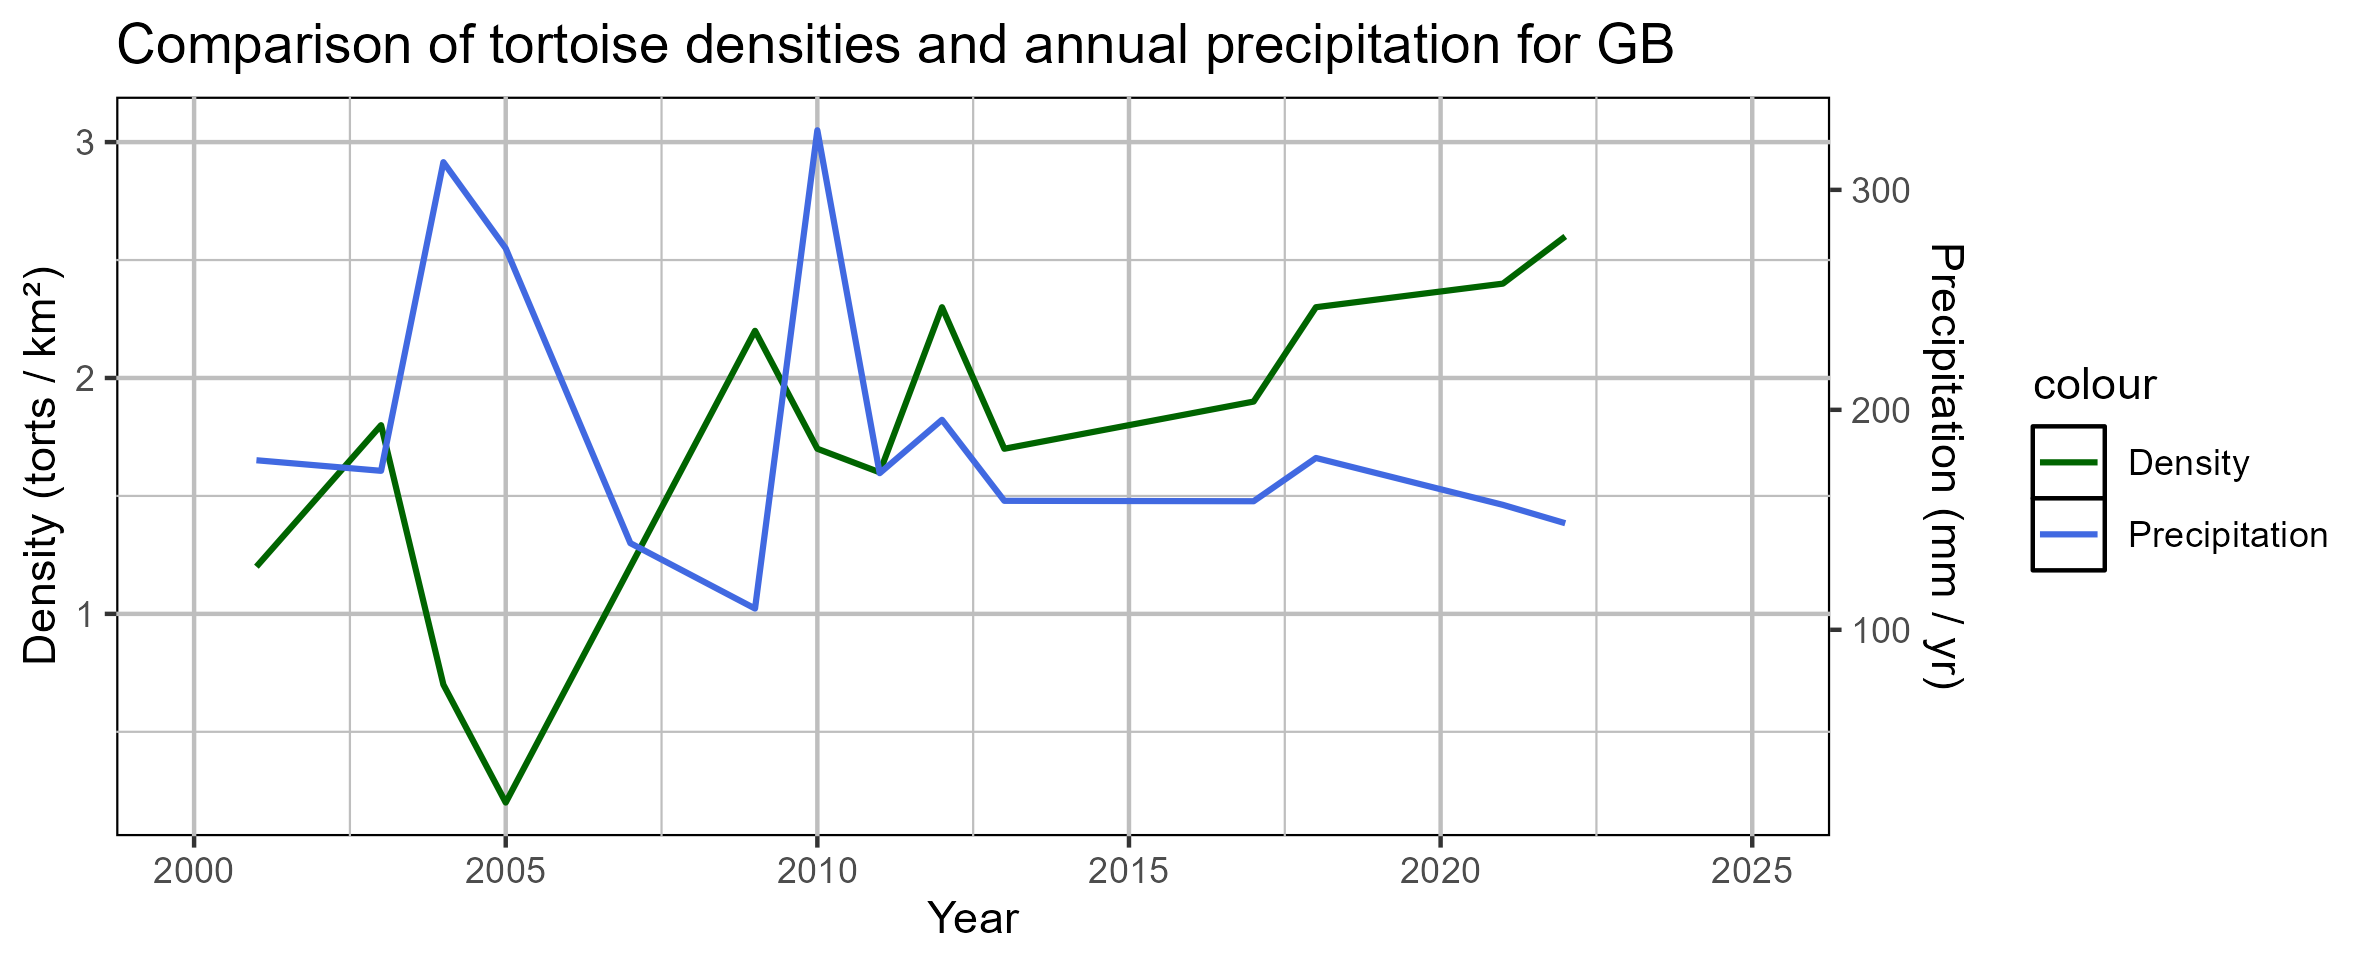 Comparison of tortoise densities and annual precipitation for GB
Density (torts / km²)
3
2
1
300
200
100
Precipitation (mm / yr)
2000
2005
2010
2015
2020
2025
Year
colour
Density
Precipitation